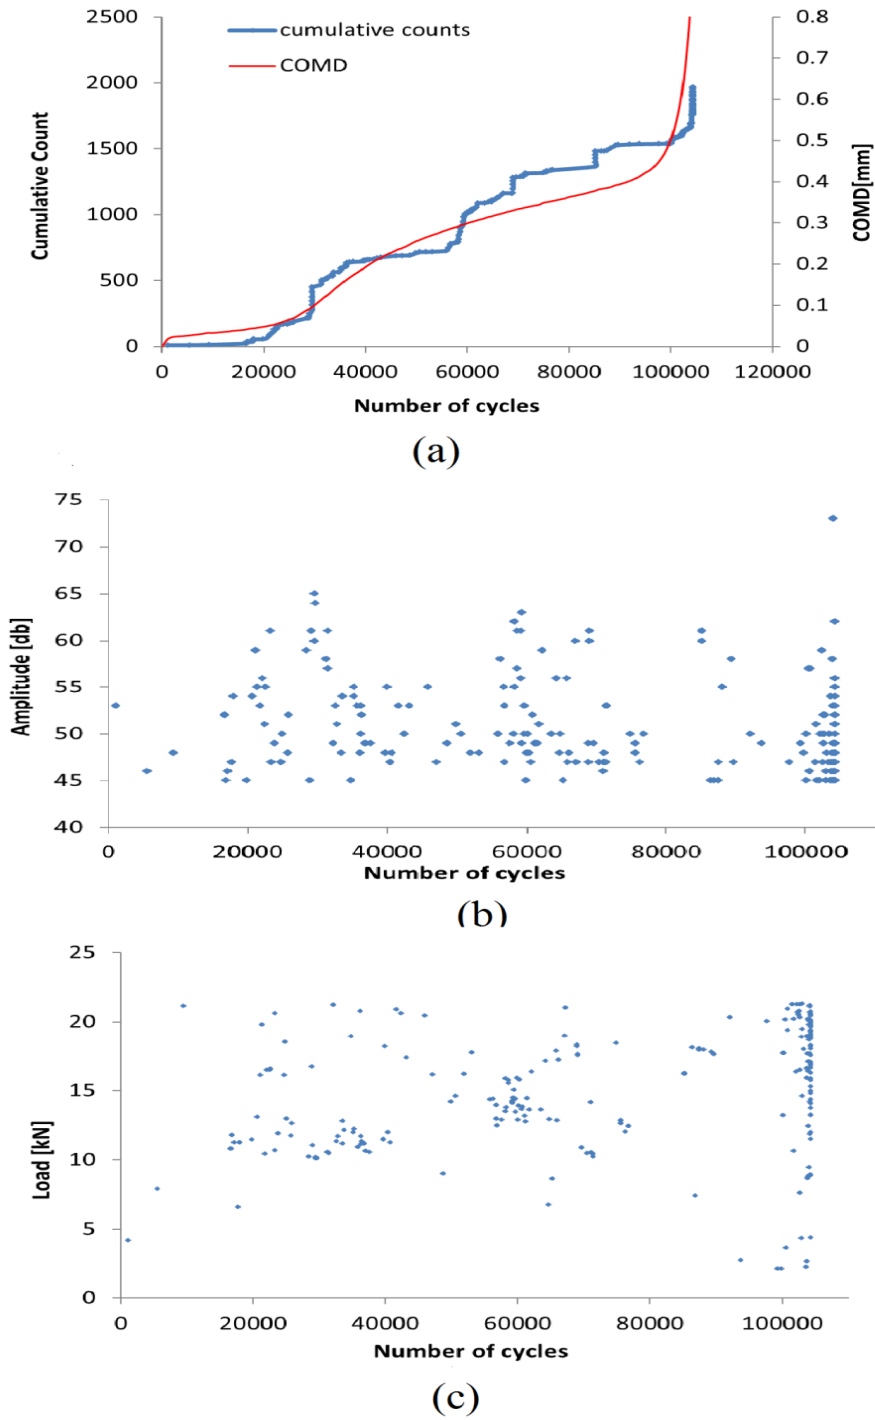 2500
2000
1500
1000
500
0
Cumulative Count
cumulative counts
COMD
0.8
0.7
0.6
0.5
0.4
0.3
0.2
0.1
0
COMD[mm]
0 20000 40000 60000 80000 100000 120000
Number of cycles
(a)
75
70
65
60
55
50
45
40
Amplitude [db]
0 20000 40000 60000 80000 100000
Number of cycles
(b)
25
20
15
10
5
0
Load [kN]
0 20000 40000 60000 80000 100000
Number of cycles
(c)